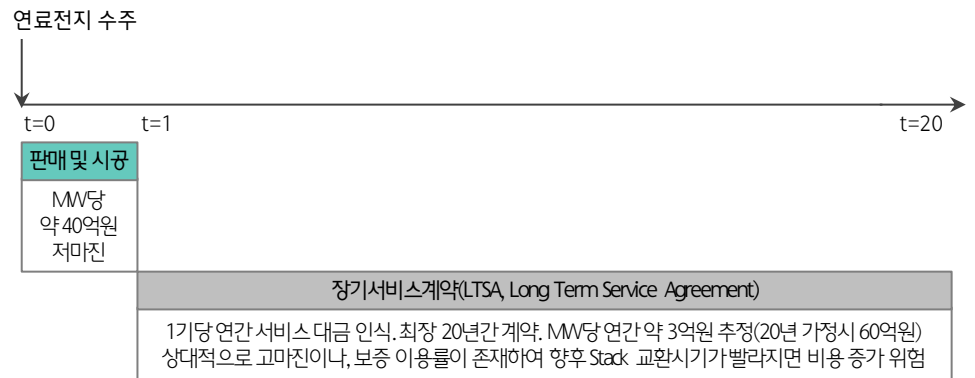 연료전지 수주
t=0
t=1
t=20
판매 및 시공
MW당
약 40억원
저마진
장기서비스계약(LTSA, Long Term Service Agreement)
1기당 연간 서비스 대금 인식. 최장 20년간 계약. MW당 연간 약 3억원 추정(20년 가정시 60억원)
상대적으로 고마진이나, 보증 이용률이 존재하여 향후 Stack 교환시기가 빨라지면 비용 증가 위험